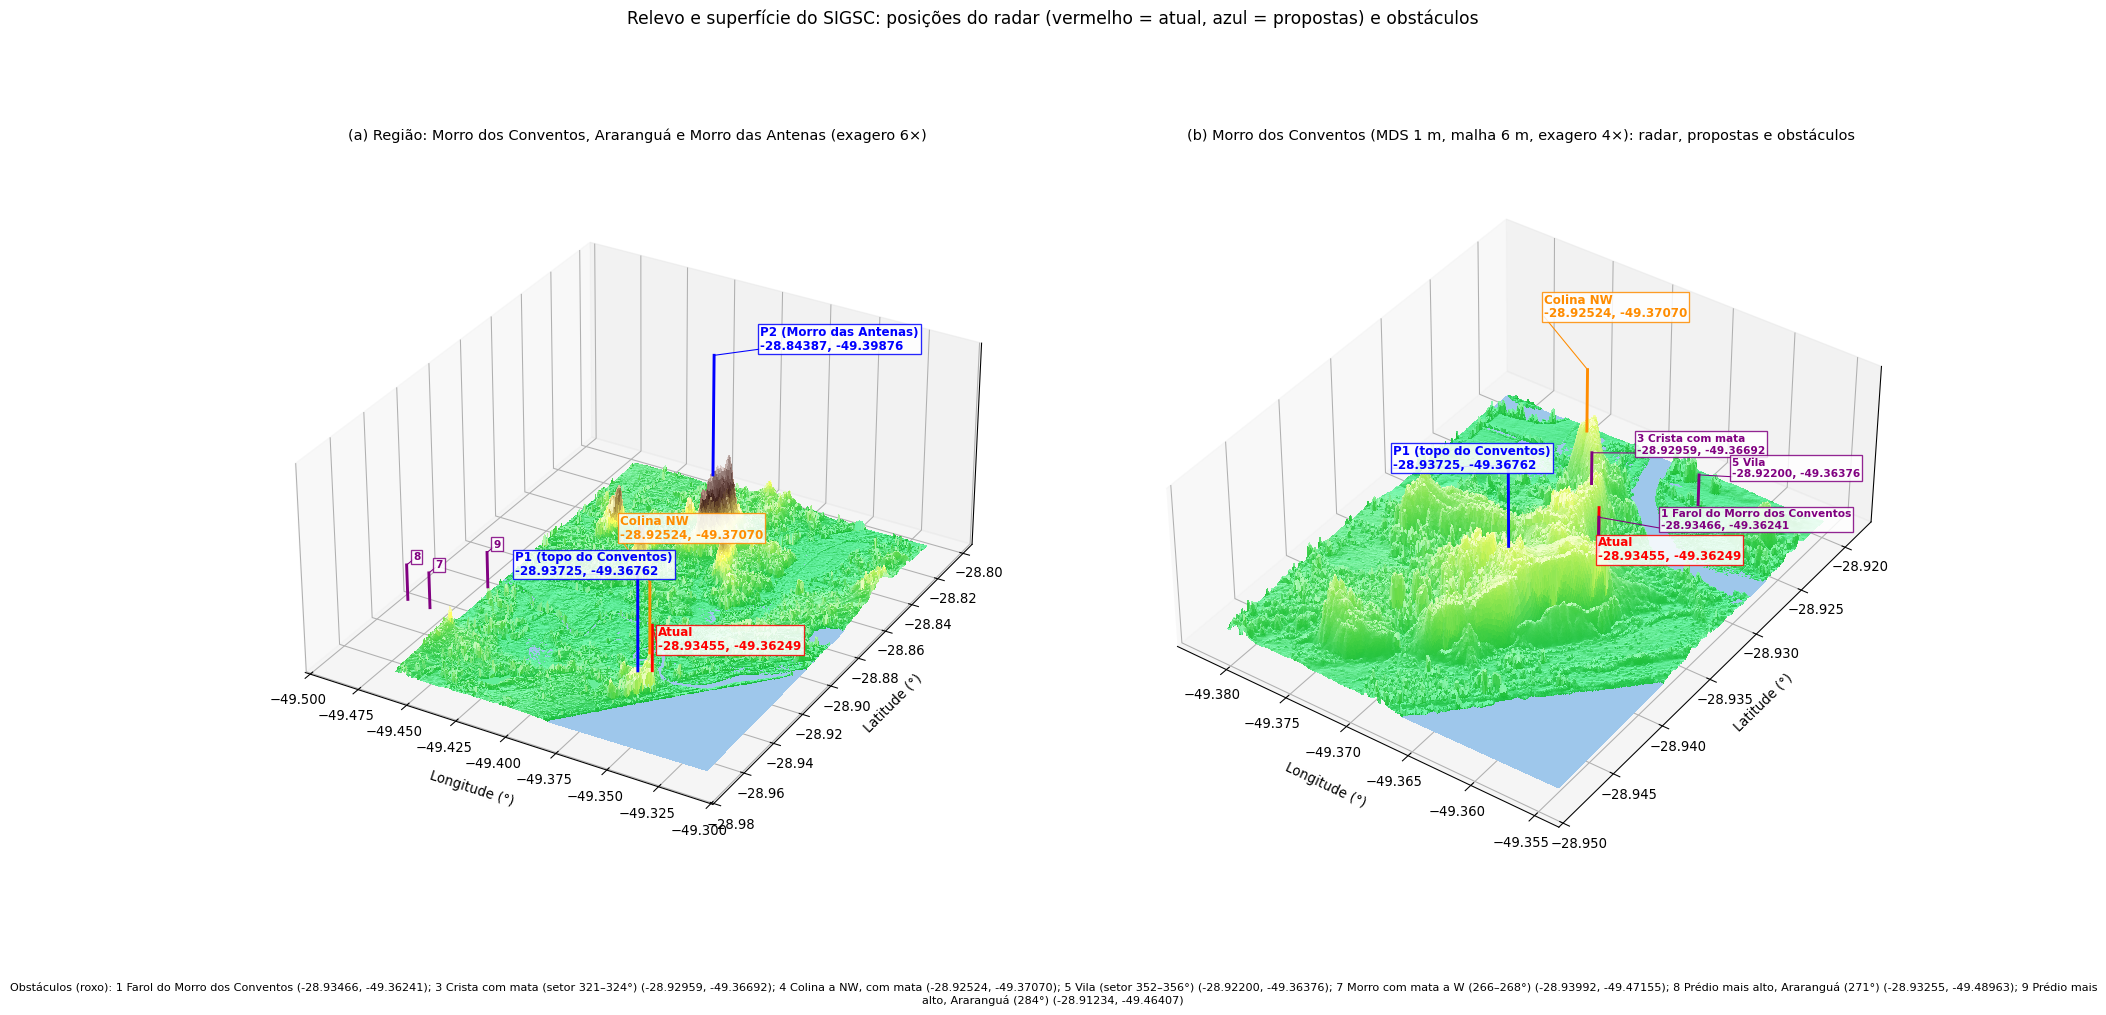 Relevo e superfície do SIGSC: posições do radar (vermelho = atual, azul = propostas) e obstáculos
(a) Região: Morro dos Conventos, Araranguá e Morro das Antenas (exagero 6×)
P2 (Morro das Antenas)
-28.84387, -49.39876
Colina NW
-28.92524, -49.37070
P1 (topo do Conventos)
-28.93725, -49.36762
9
8
7
Atual
-28.93455, -49.36249
−49.500
−49.475
−49.450
−49.425
−49.400
−49.375
−49.350
−49.325
−49.300
Longitude (°)
−28.80
−28.82
−28.84
−28.86
−28.88
−28.90
−28.92
−28.94
−28.96
−28.98
Latitude (°)
(b) Morro dos Conventos (MDS 1 m, malha 6 m, exagero 4×): radar, propostas e obstáculos
Colina NW
-28.92524, -49.37070
P1 (topo do Conventos)
-28.93725, -49.36762
3 Crista com mata
-28.92959, -49.36692
5 Vila
-28.92200, -49.36376
1 Farol do Morro dos Conventos
-28.93466, -49.36241
Atual
-28.93455, -49.36249
−49.380
−49.375
−49.370
−49.365
−49.360
−49.355
Longitude (°)
−28.920
−28.925
−28.930
−28.935
−28.940
−28.945
−28.950
Latitude (°)
Obstáculos (roxo): 1 Farol do Morro dos Conventos (-28.93466, -49.36241); 3 Crista com mata (setor 321–324°) (-28.92959, -49.36692); 4 Colina a NW, com mata (-28.92524, -49.37070); 5 Vila (setor 352–356°) (-28.92200, -49.36376); 7 Morro com mata a W (266–268°) (-28.93992, -49.47155); 8 Prédio mais alto, Araranguá (271°) (-28.93255, -49.48963); 9 Prédio mais
alto, Araranguá (284°) (-28.91234, -49.46407)